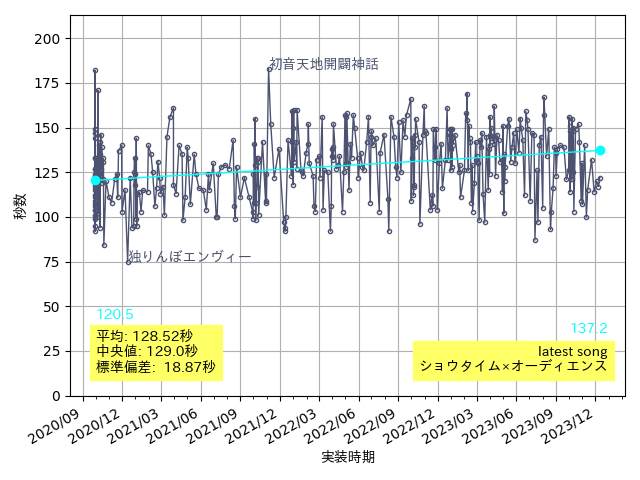 200
175
150
125
100
75
50
25
0
秒数
初音天地開闢神話
独りんぼエンヴィー
120.5
137.2
平均: 128.52秒
中央値: 129.0秒
標準偏差: 18.87秒
latest song
ショウタイム×オーディエンス
2020/09
2020/12
2021/03
2021/06
2021/09
2021/12
2022/03
2022/06
2022/09
2022/12
2023/03
2023/06
2023/09
2023/12
実装時期